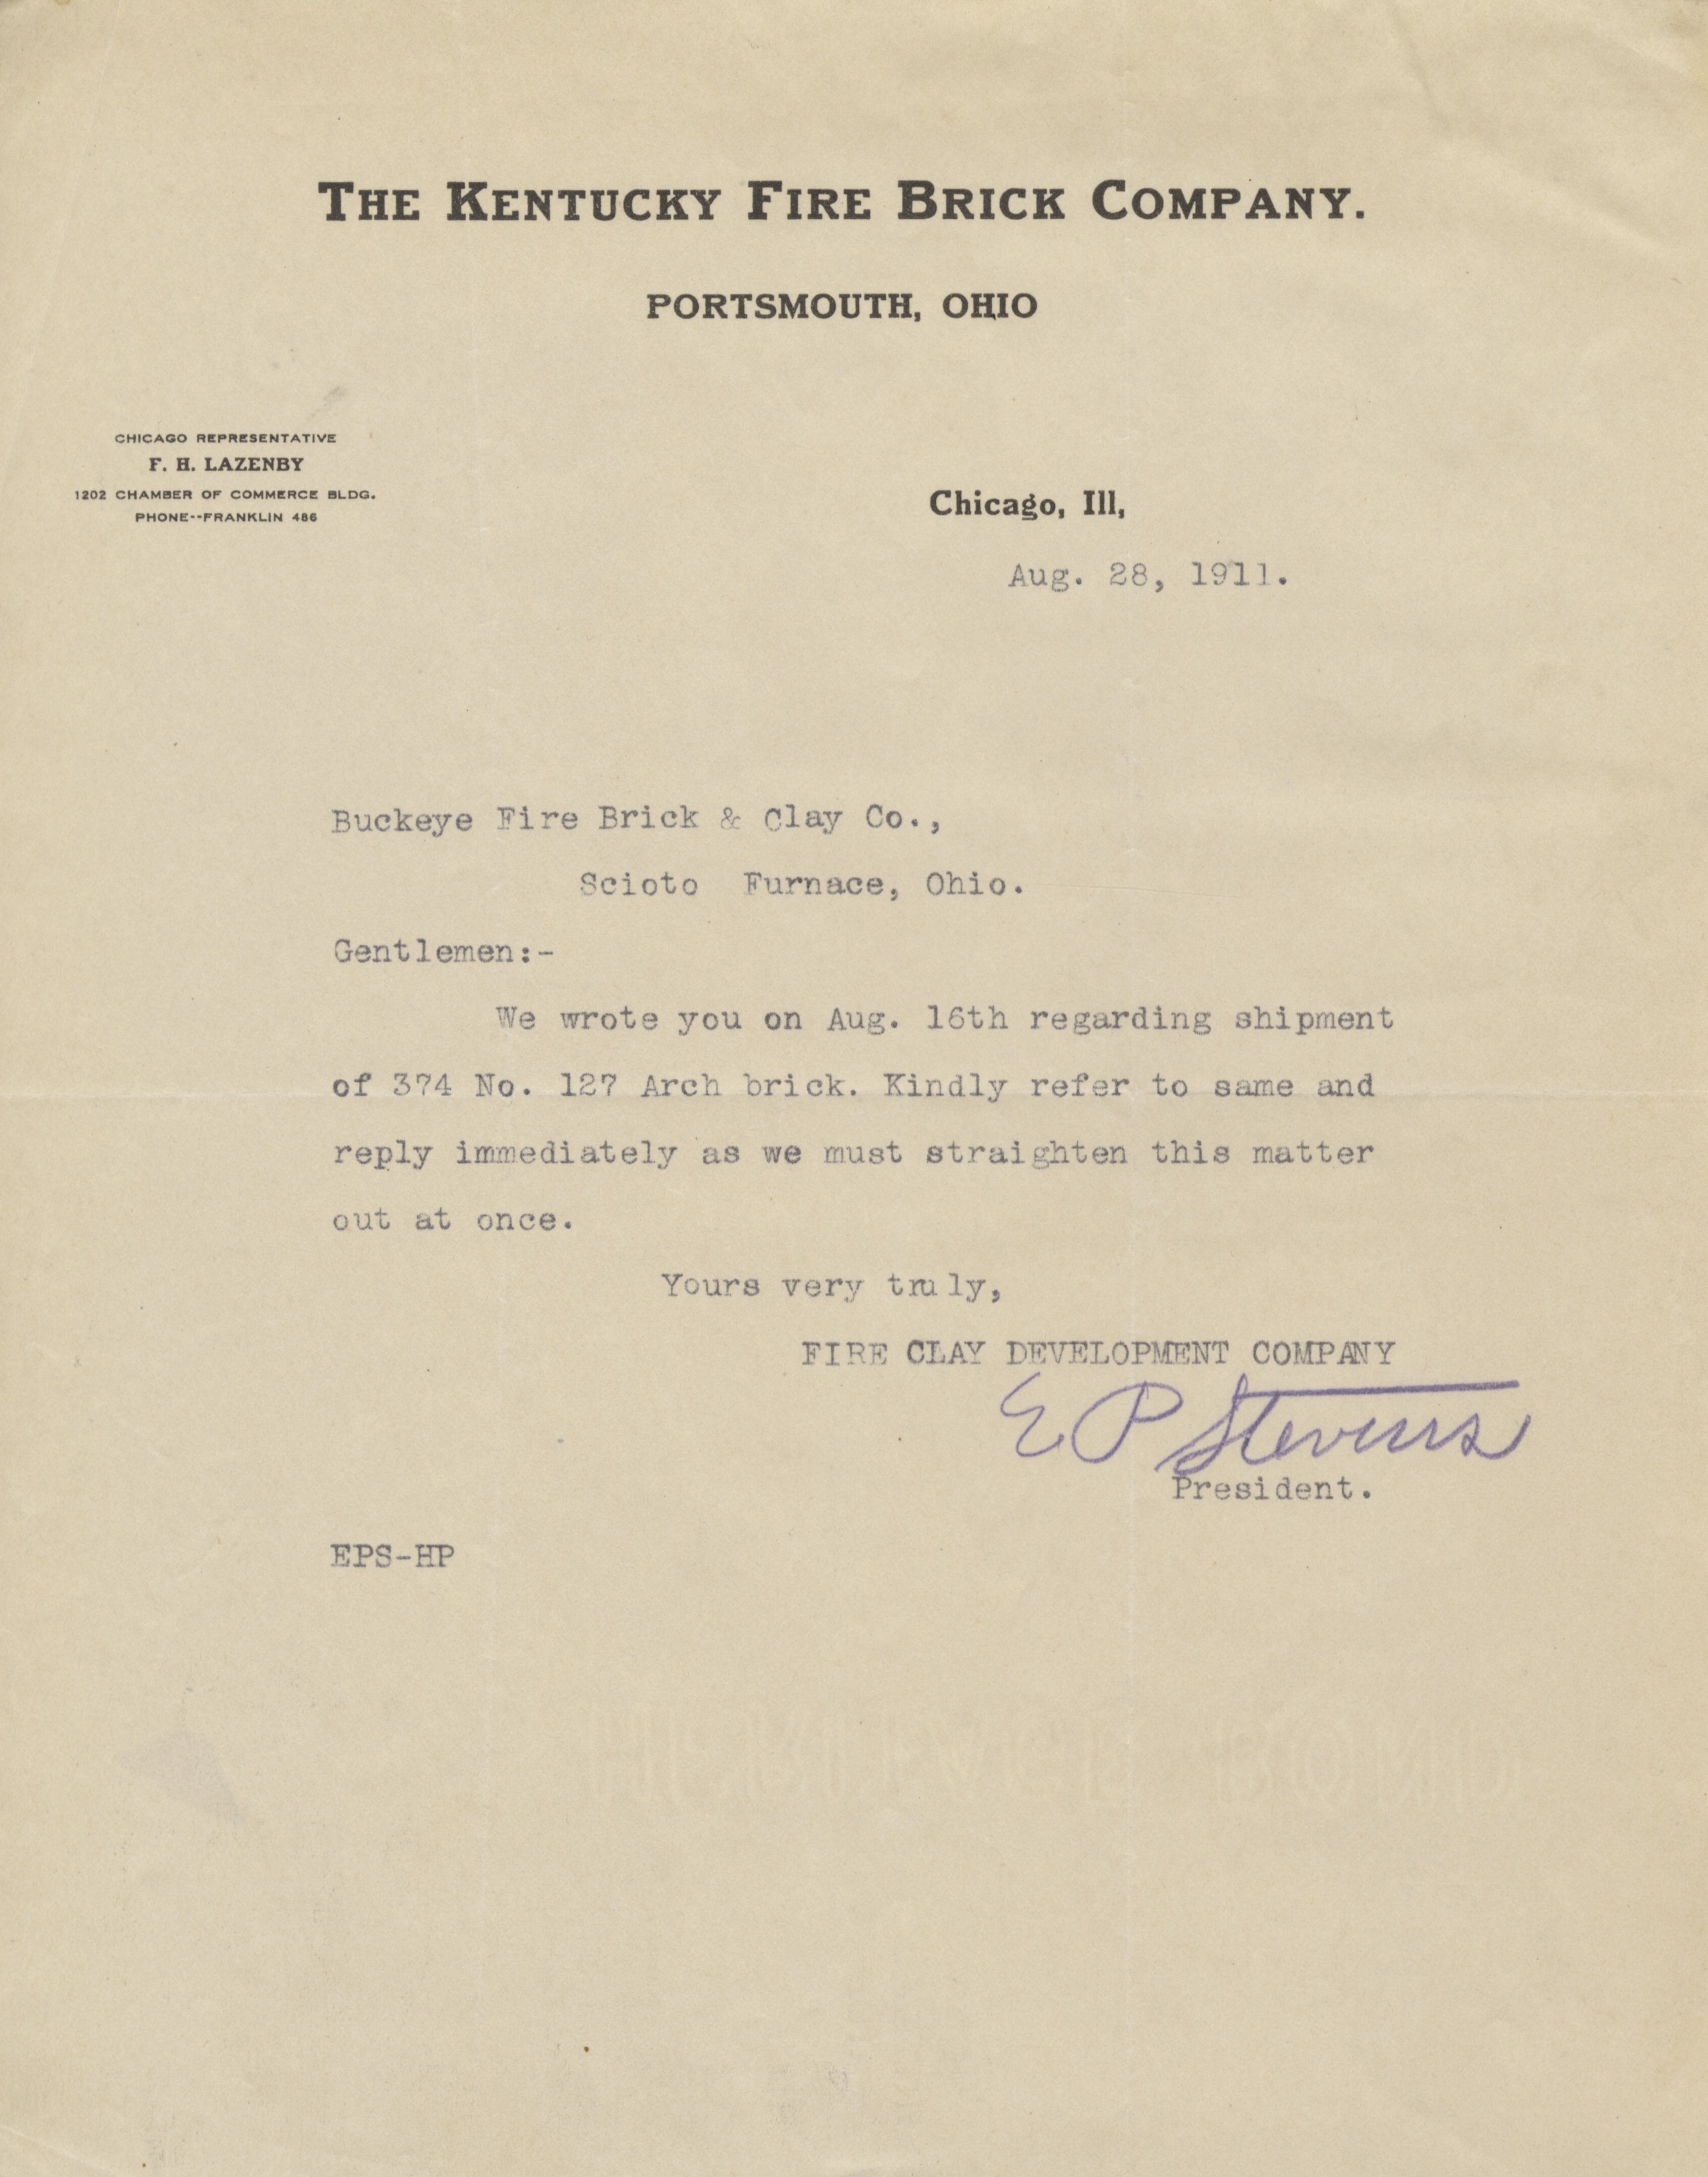 THE KENTUCKY FIRE BRICK COMPANY.
PORTSMOUTH, OHIO
CHICAGO REPRESENTATIVE
F. H. LAZENBY
1202 CHAMBER OF COMMERCE BLDG.
PHONE--FRANKLIN 486
Chicago, Ill,
Aug. 28, 1911.
Buckeye Fire Brick & Clay Co.,
Scioto Furnace, Ohio.
Gentlemen:-
We wrote you on Aug. 16th regarding shipment
of 374 No. 127 Arch brick. Kindly refer to same and
reply immediately as we must straighten this matter
out at once.
Yours very truly,
FIRE CLAY DEVELOPMENT COMPANY
E P Stevens
President.
EPS-HP
BOND